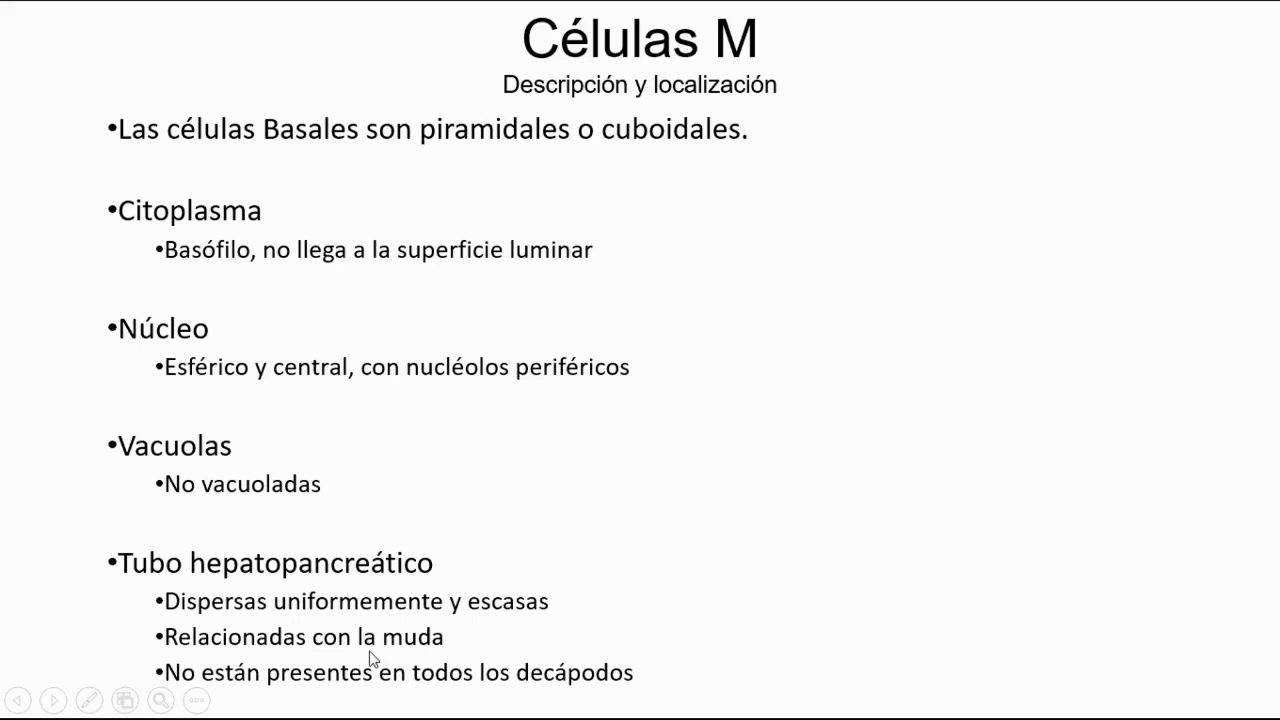 Células M
Descripción y localización
•Las células Basales son piramidales o cuboidales.
•Citoplasma
•Basófilo, no llega a la superficie luminar
•Núcleo
•Esférico y central, con nucléolos periféricos
•Vacuolas
•No vacuoladas
•Tubo hepatopancreático
•Dispersas uniformemente y escasas
•Relacionadas con la muda
•No están presentes en todos los decápodos